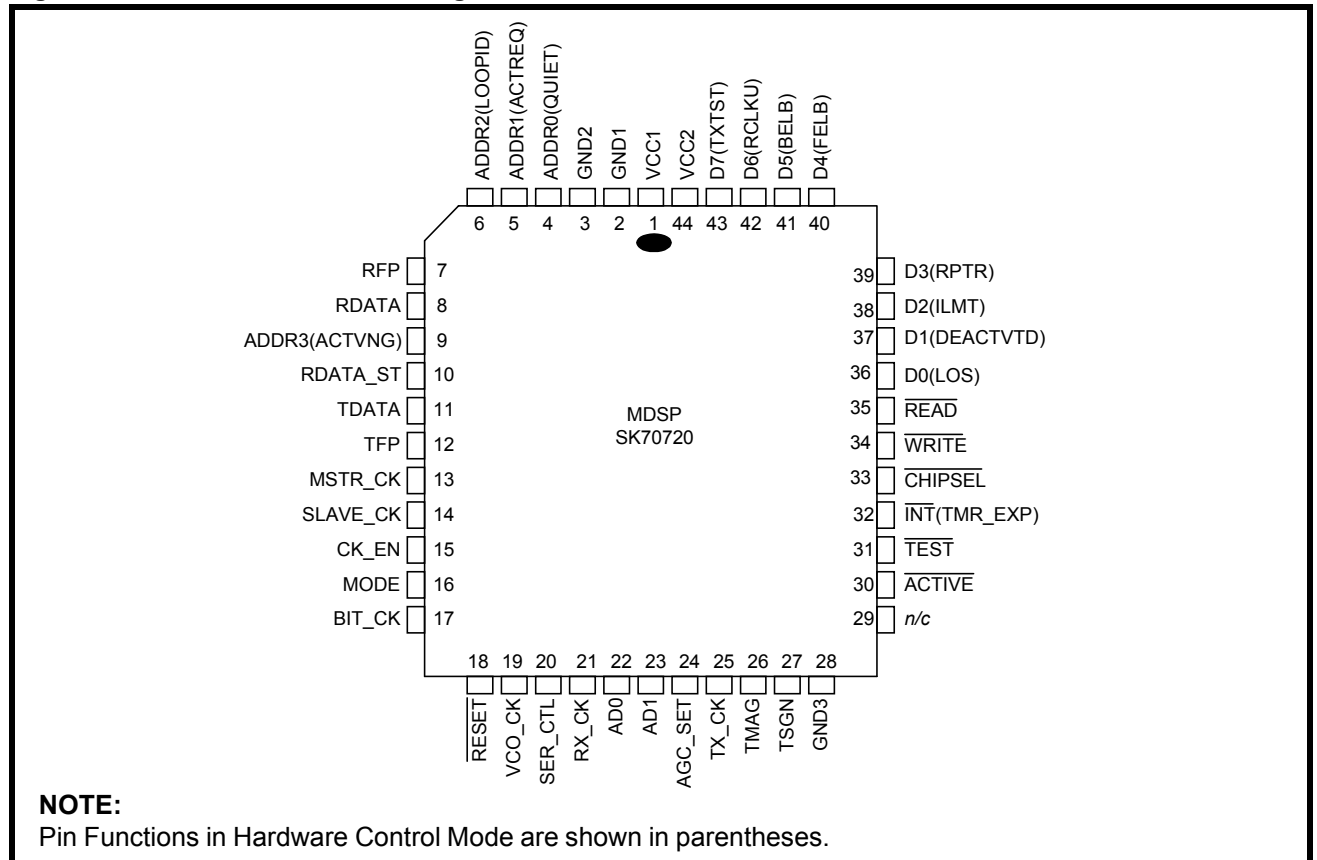 ADDR2(LOOPID)
ADDR1(ACTREQ)
ADDR0(QUIET)
GND2
GND1
VCC1
VCC2
D7(TXTST)
D6(RCLKU)
D5(BELB)
D4(FELB)
6 5 4 3 2 1 44 43 42 41 40
RFP 7
RDATA 8
ADDR3(ACTVNG) 9
RDATA_ST 10
TDATA 11
TFP 12
MSTR_CK 13
SLAVE_CK 14
CK_EN 15
MODE 16
BIT_CK 17
MDSP
SK70720
39 D3(RPTR)
38 D2(ILMT)
37 D1(DEACTVTD)
36 D0(LOS)
35 READ
34 WRITE
33 CHIPSEL
32 INT(TMR_EXP)
31 TEST
30 ACTIVE
29 n/c
18 19 20 21 22 23 24 25 26 27 28
RESET
VCO_CK
SER_CTL
RX_CK
AD0
AD1
AGC_SET
TX_CK
TMAG
TSGN
GND3
NOTE:
Pin Functions in Hardware Control Mode are shown in parentheses.